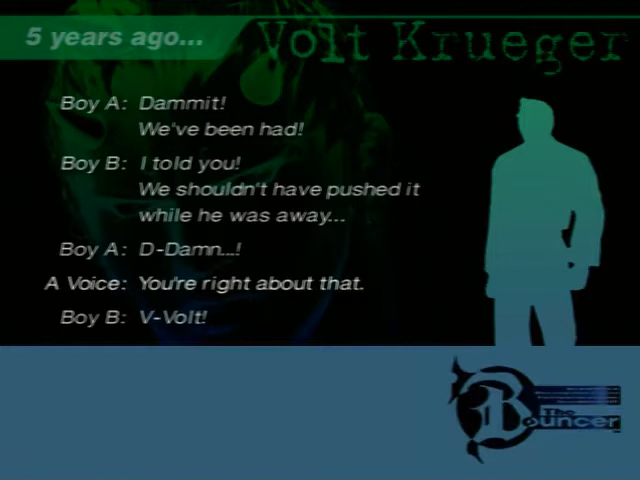 5 years ago...
Volt Krueger
Boy A: Dammit!
We've been had!
Boy B: I told you!
We shouldn't have pushed it
while he was away...
Boy A: D-Damn...!
A Voice: You're right about that.
Boy B: V-Volt!
The
Bouncer